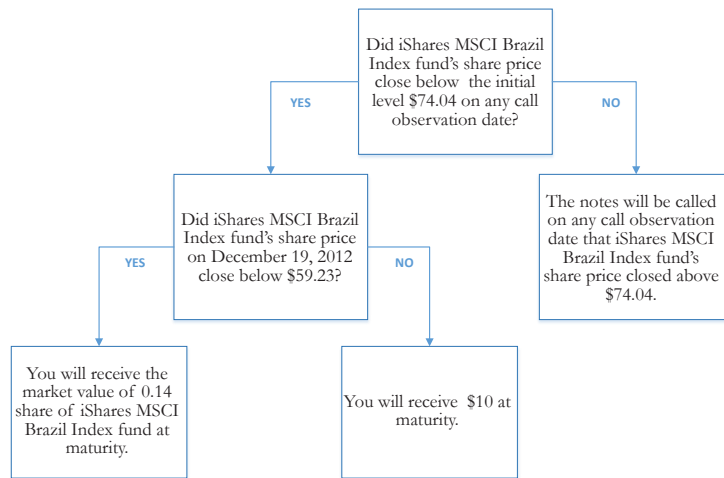 Did iShares MSCI Brazil
Index fund's share price
close below the initial
level $74.04 on any call
observation date?
YES
NO
Did iShares MSCI Brazil
Index fund's share price
on December 19, 2012
close below $59.23?
The notes will be called
on any call observation
date that iShares MSCI
Brazil Index fund's
share price closed above
$74.04.
YES
NO
You will receive the
market value of 0.14
share of iShares MSCI
Brazil Index fund at
maturity.
You will receive $10 at
maturity.